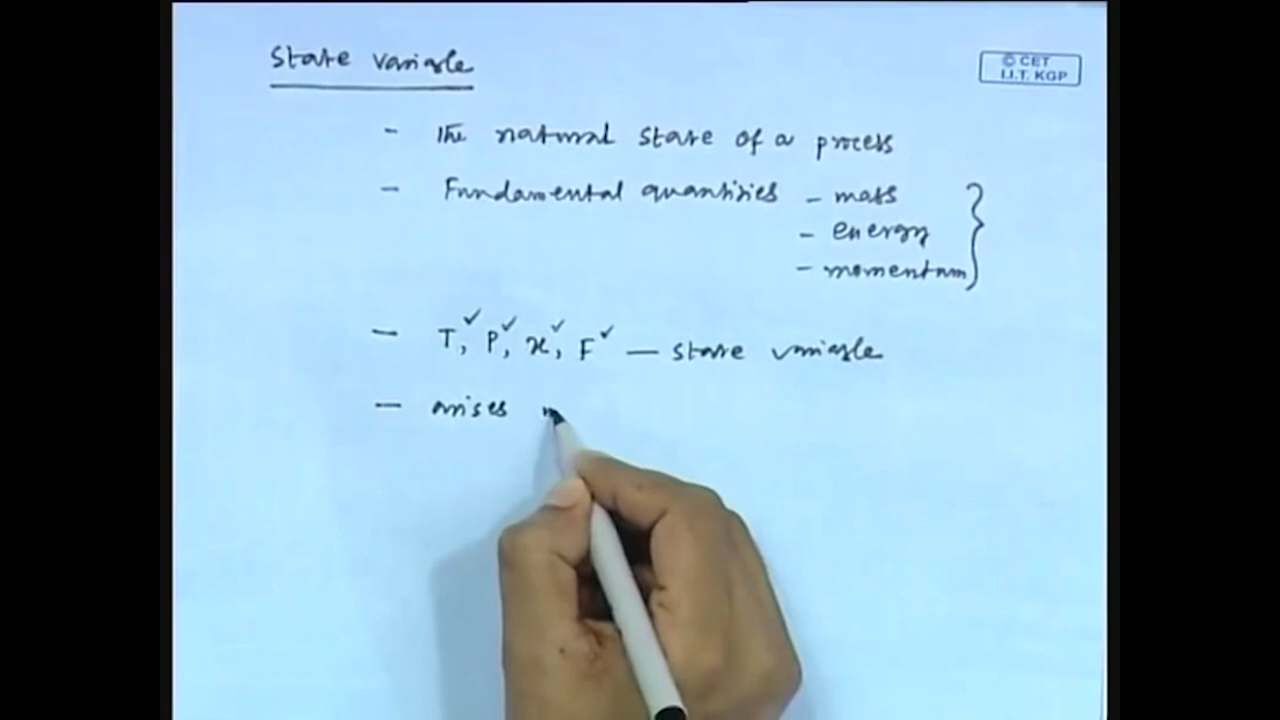 State variable
© CET
I.I.T. KGP
- The natural state of a process
- Fundamental quantities - mass
- energy
- momentum
- T, P, x, F - state variable
- arises